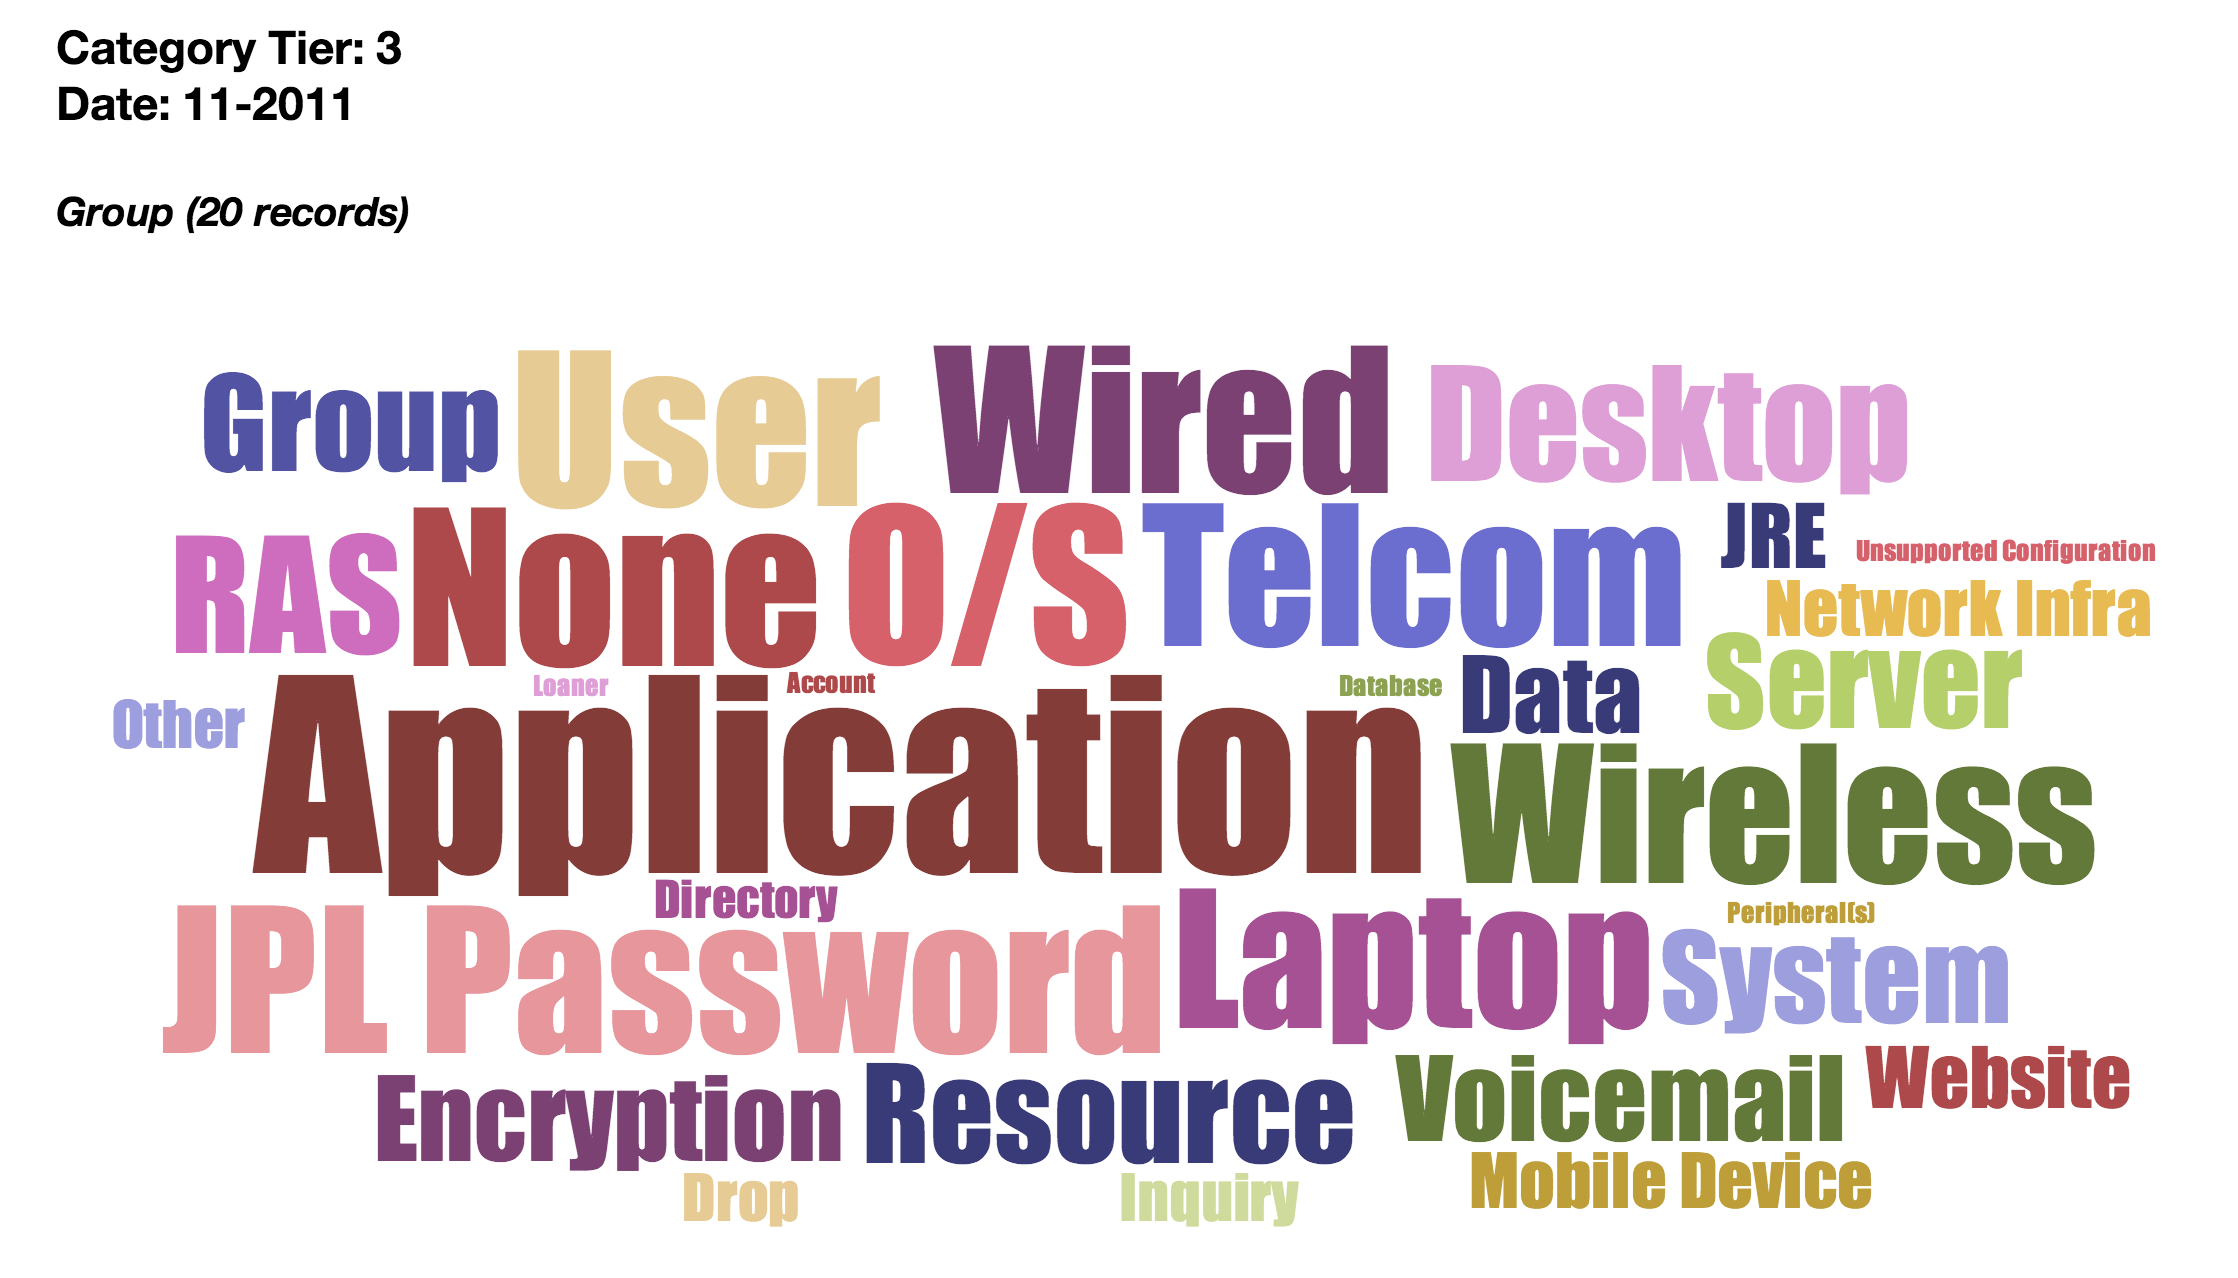 Category Tier: 3
Date: 11-2011
Group (20 records)
Group User Wired Desktop
RAS None O/S Telcom JRE Unsupported Configuration
Network Infra
Other Loaner Account Database Data Server
Application Wireless
Directory Peripheral(s)
JPL Password Laptop System
Encryption Resource Voicemail Website
Drop Inquiry Mobile Device